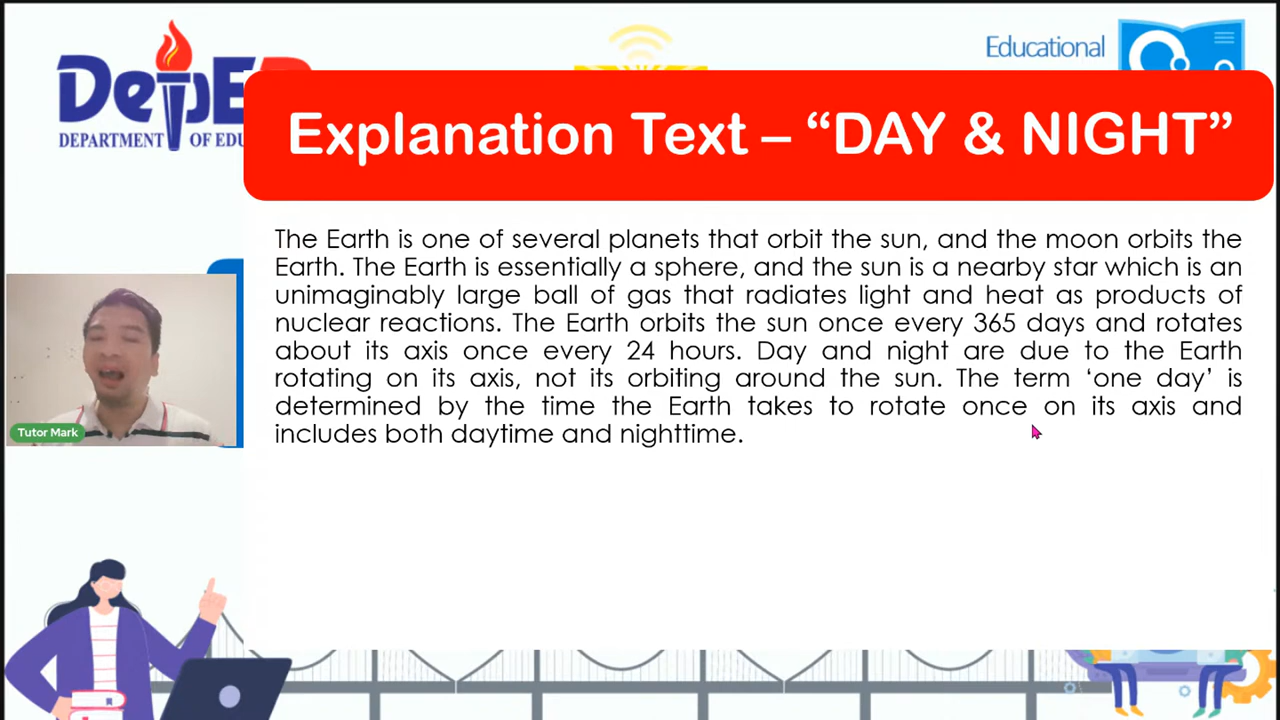 DepE
DEPARTMENT OF EDU
Educational
Explanation Text – “DAY & NIGHT”
The Earth is one of several planets that orbit the sun, and the moon orbits the
Earth. The Earth is essentially a sphere, and the sun is a nearby star which is an
unimaginably large ball of gas that radiates light and heat as products of
nuclear reactions. The Earth orbits the sun once every 365 days and rotates
about its axis once every 24 hours. Day and night are due to the Earth
rotating on its axis, not its orbiting around the sun. The term ‘one day’ is
determined by the time the Earth takes to rotate once on its axis and
includes both daytime and nighttime.
Tutor Mark